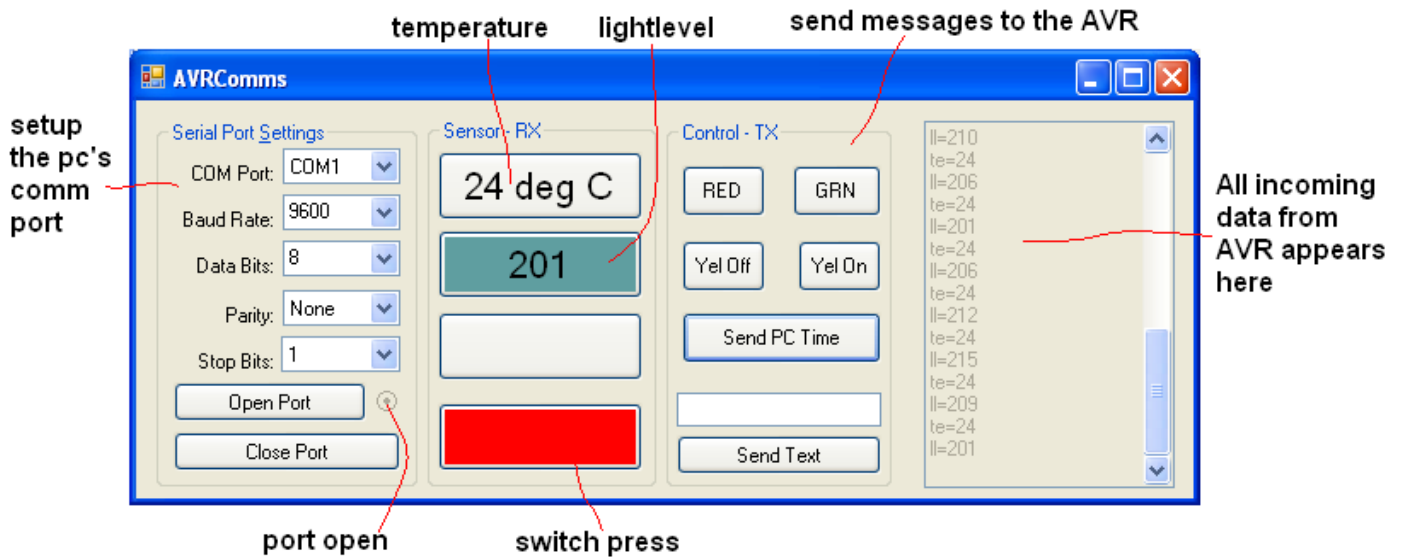 temperature
lightlevel
send messages to the AVR
AVRComms
setup
the pc's
comm
port
Serial Port Settings
COM Port:
COM1
Baud Rate:
9600
Data Bits:
8
Parity:
None
Stop Bits:
1
Open Port
Close Port
Sensor - RX
24 deg C
201
Control - TX
RED
GRN
Yel Off
Yel On
Send PC Time
Send Text
ll=210
te=24
ll=206
te=24
ll=201
te=24
ll=206
te=24
ll=212
te=24
ll=215
te=24
ll=209
te=24
ll=201
All incoming
data from
AVR appears
here
port open
switch press